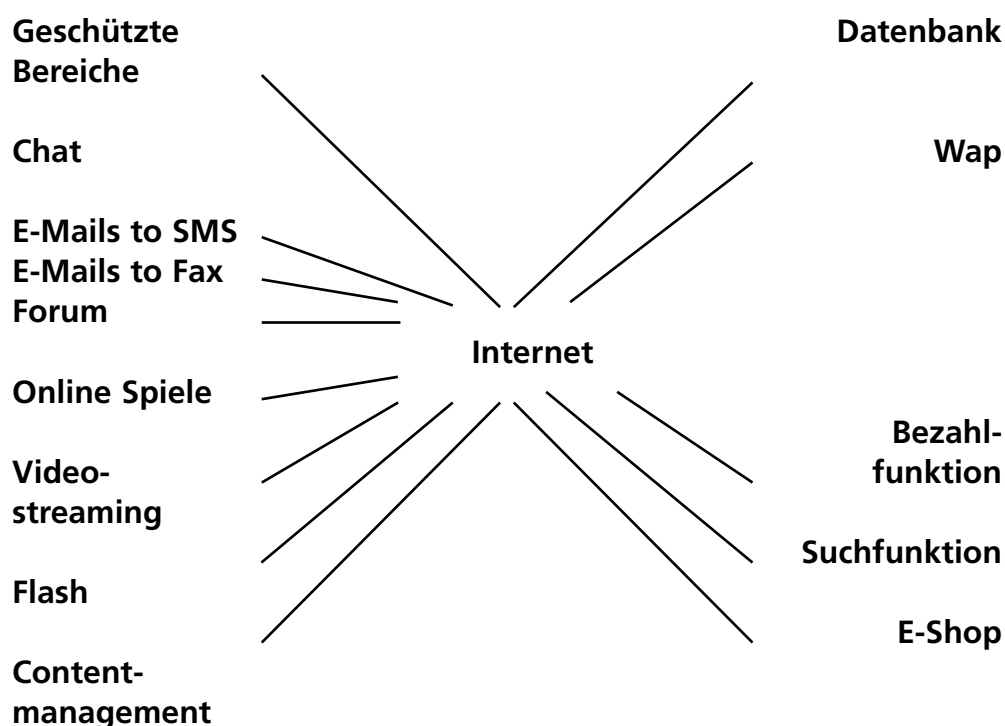 Geschützte
Bereiche
Chat
E-Mails to SMS
E-Mails to Fax
Forum
Online Spiele
Video-
streaming
Flash
Content-
management
Internet
Datenbank
Wap
Bezahl-
funktion
Suchfunktion
E-Shop